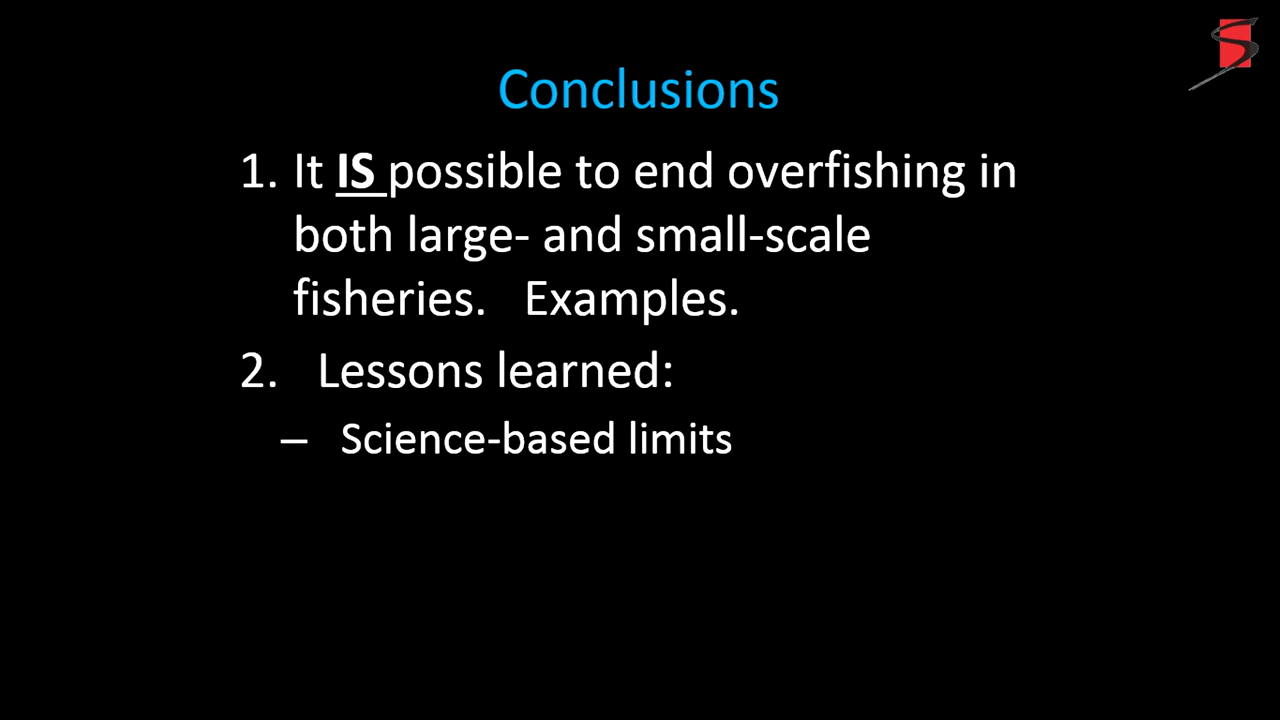 Conclusions
1. It IS possible to end overfishing in
both large- and small-scale
fisheries. Examples.
2. Lessons learned:
– Science-based limits